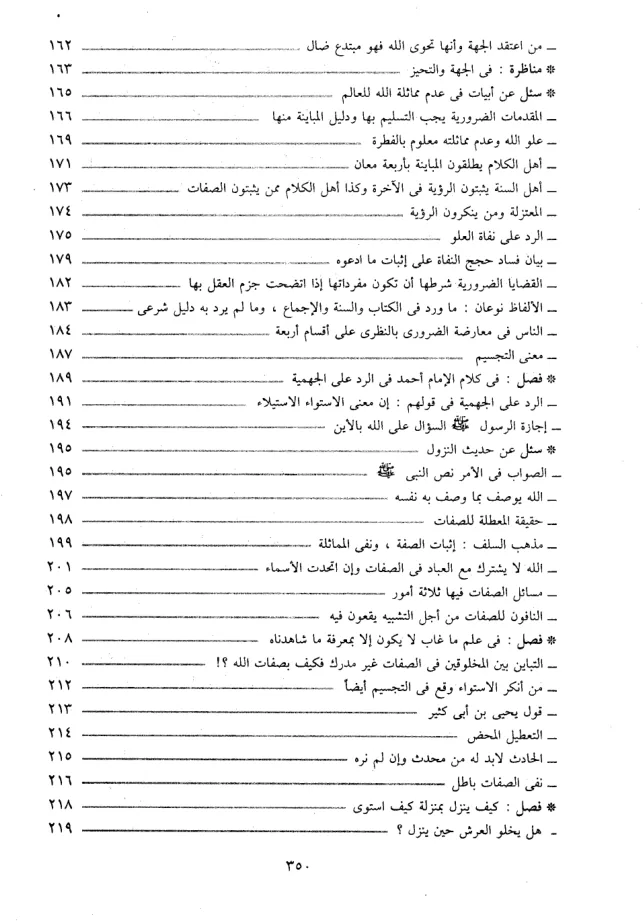 ـ من اعتقد الجهة وأنها تحوى الله فهو مبتدع ضال ١٦٢
* مناظرة : فى الجهة والتحيز ١٦٣
* سئل عن أبيات فى عدم مماثلة الله للعالم ١٦٥
ـ المقدمات الضرورية يجب التسليم بها ودليل المباينة منها ١٦٦
ـ علو الله وعدم مماثلته معلوم بالفطرة ١٦٩
ـ أهل الكلام يطلقون المباينة بأربعة معان ١٧١
ـ أهل السنة يثبتون الرؤية فى الآخرة وكذا أهل الكلام ممن يثبتون الصفات ١٧٣
ـ المعتزلة ومن ينكرون الرؤية ١٧٤
ـ الرد على نفاة العلو ١٧٥
ـ بيان فساد حجج النفاة على إثبات ما ادعوه ١٧٩
ـ القضايا الضرورية شرطها أن تكون مفرداتها إذا اتضحت جزم العقل بها ١٨٢
ـ الألفاظ نوعان : ما ورد فى الكتاب والسنة والإجماع ، وما لم يرد به دليل شرعى ١٨٣
ـ الناس فى معارضة الضرورى بالنظرى على أقسام أربعة ١٨٤
ـ معنى التجسيم ١٨٧
* فصل : فى كلام الإمام أحمد فى الرد على الجهمية ١٨٩
ـ الرد على الجهمية فى قولهم : إن معنى الاستواء الاستيلاء ١٩١
ـ إجازة الرسول ﷺ السؤال على الله بالأين ١٩٤
* سئل عن حديث النزول ١٩٥
ـ الصواب فى الأمر نص النبى ﷺ ١٩٥
ـ الله يوصف بما وصف به نفسه ١٩٧
ـ حقيقة المعطلة للصفات ١٩٨
ـ مذهب السلف : إثبات الصفة ، ونفى المماثلة ١٩٩
ـ الله لا يشترك مع العباد فى الصفات وإن اتحدت الأسماء ٢٠١
ـ مسائل الصفات فيها ثلاثة أمور ٢٠٥
ـ النافون للصفات من أجل التشبيه يقعون فيه ٢٠٦
* فصل : فى علم ما غاب لا يكون إلا بمعرفة ما شاهدناه ٢٠٨
ـ التباين بين المخلوقين فى الصفات غير مدرك فكيف بصفات الله ؟! ٢١٠
ـ من أنكر الاستواء وقع فى التجسيم أيضاً ٢١٢
ـ قول يحيى بن أبى كثير ٢١٣
ـ التعطيل المحض ٢١٤
ـ الحادث لابد له من محدث وإن لم نره ٢١٥
ـ نفى الصفات باطل ٢١٦
* فصل : كيف ينزل بمنزلة كيف استوى ٢١٨
ـ هل يخلو العرش حين ينزل ؟ ٢١٩
٣٥٠